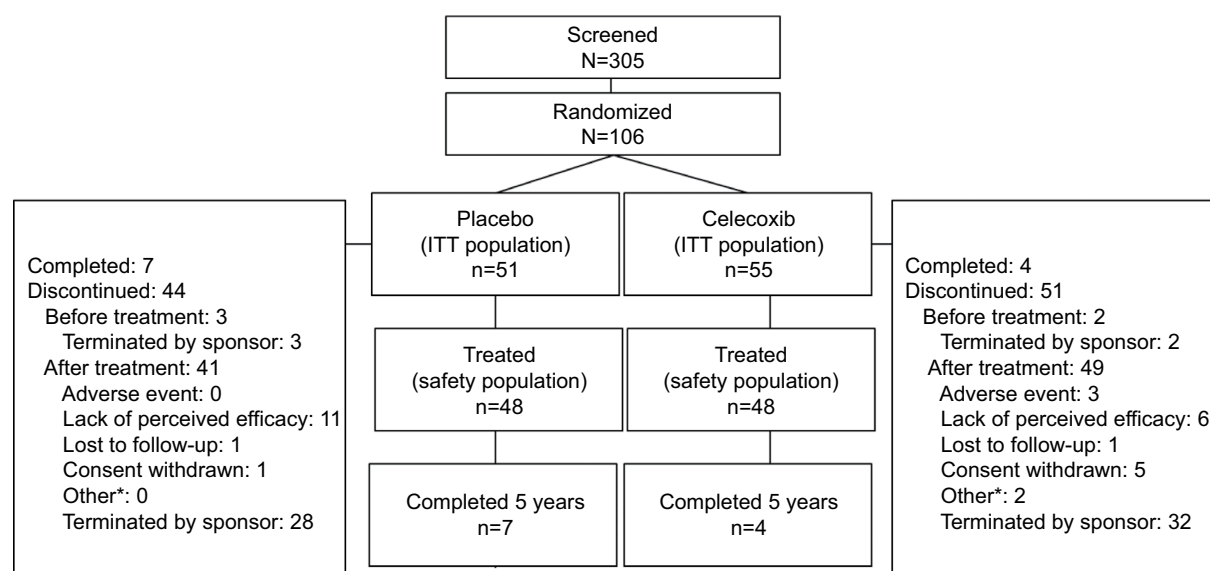 Screened
N=305
Randomized
N=106
Placebo
(ITT population)
n=51
Celecoxib
(ITT population)
n=55
Completed: 7
Discontinued: 44
Before treatment: 3
Terminated by sponsor: 3
After treatment: 41
Adverse event: 0
Lack of perceived efficacy: 11
Lost to follow-up: 1
Consent withdrawn: 1
Other*: 0
Terminated by sponsor: 28
Treated
(safety population)
n=48
Treated
(safety population)
n=48
Completed 5 years
n=7
Completed 5 years
n=4
Completed: 4
Discontinued: 51
Before treatment: 2
Terminated by sponsor: 2
After treatment: 49
Adverse event: 3
Lack of perceived efficacy: 6
Lost to follow-up: 1
Consent withdrawn: 5
Other*: 2
Terminated by sponsor: 32